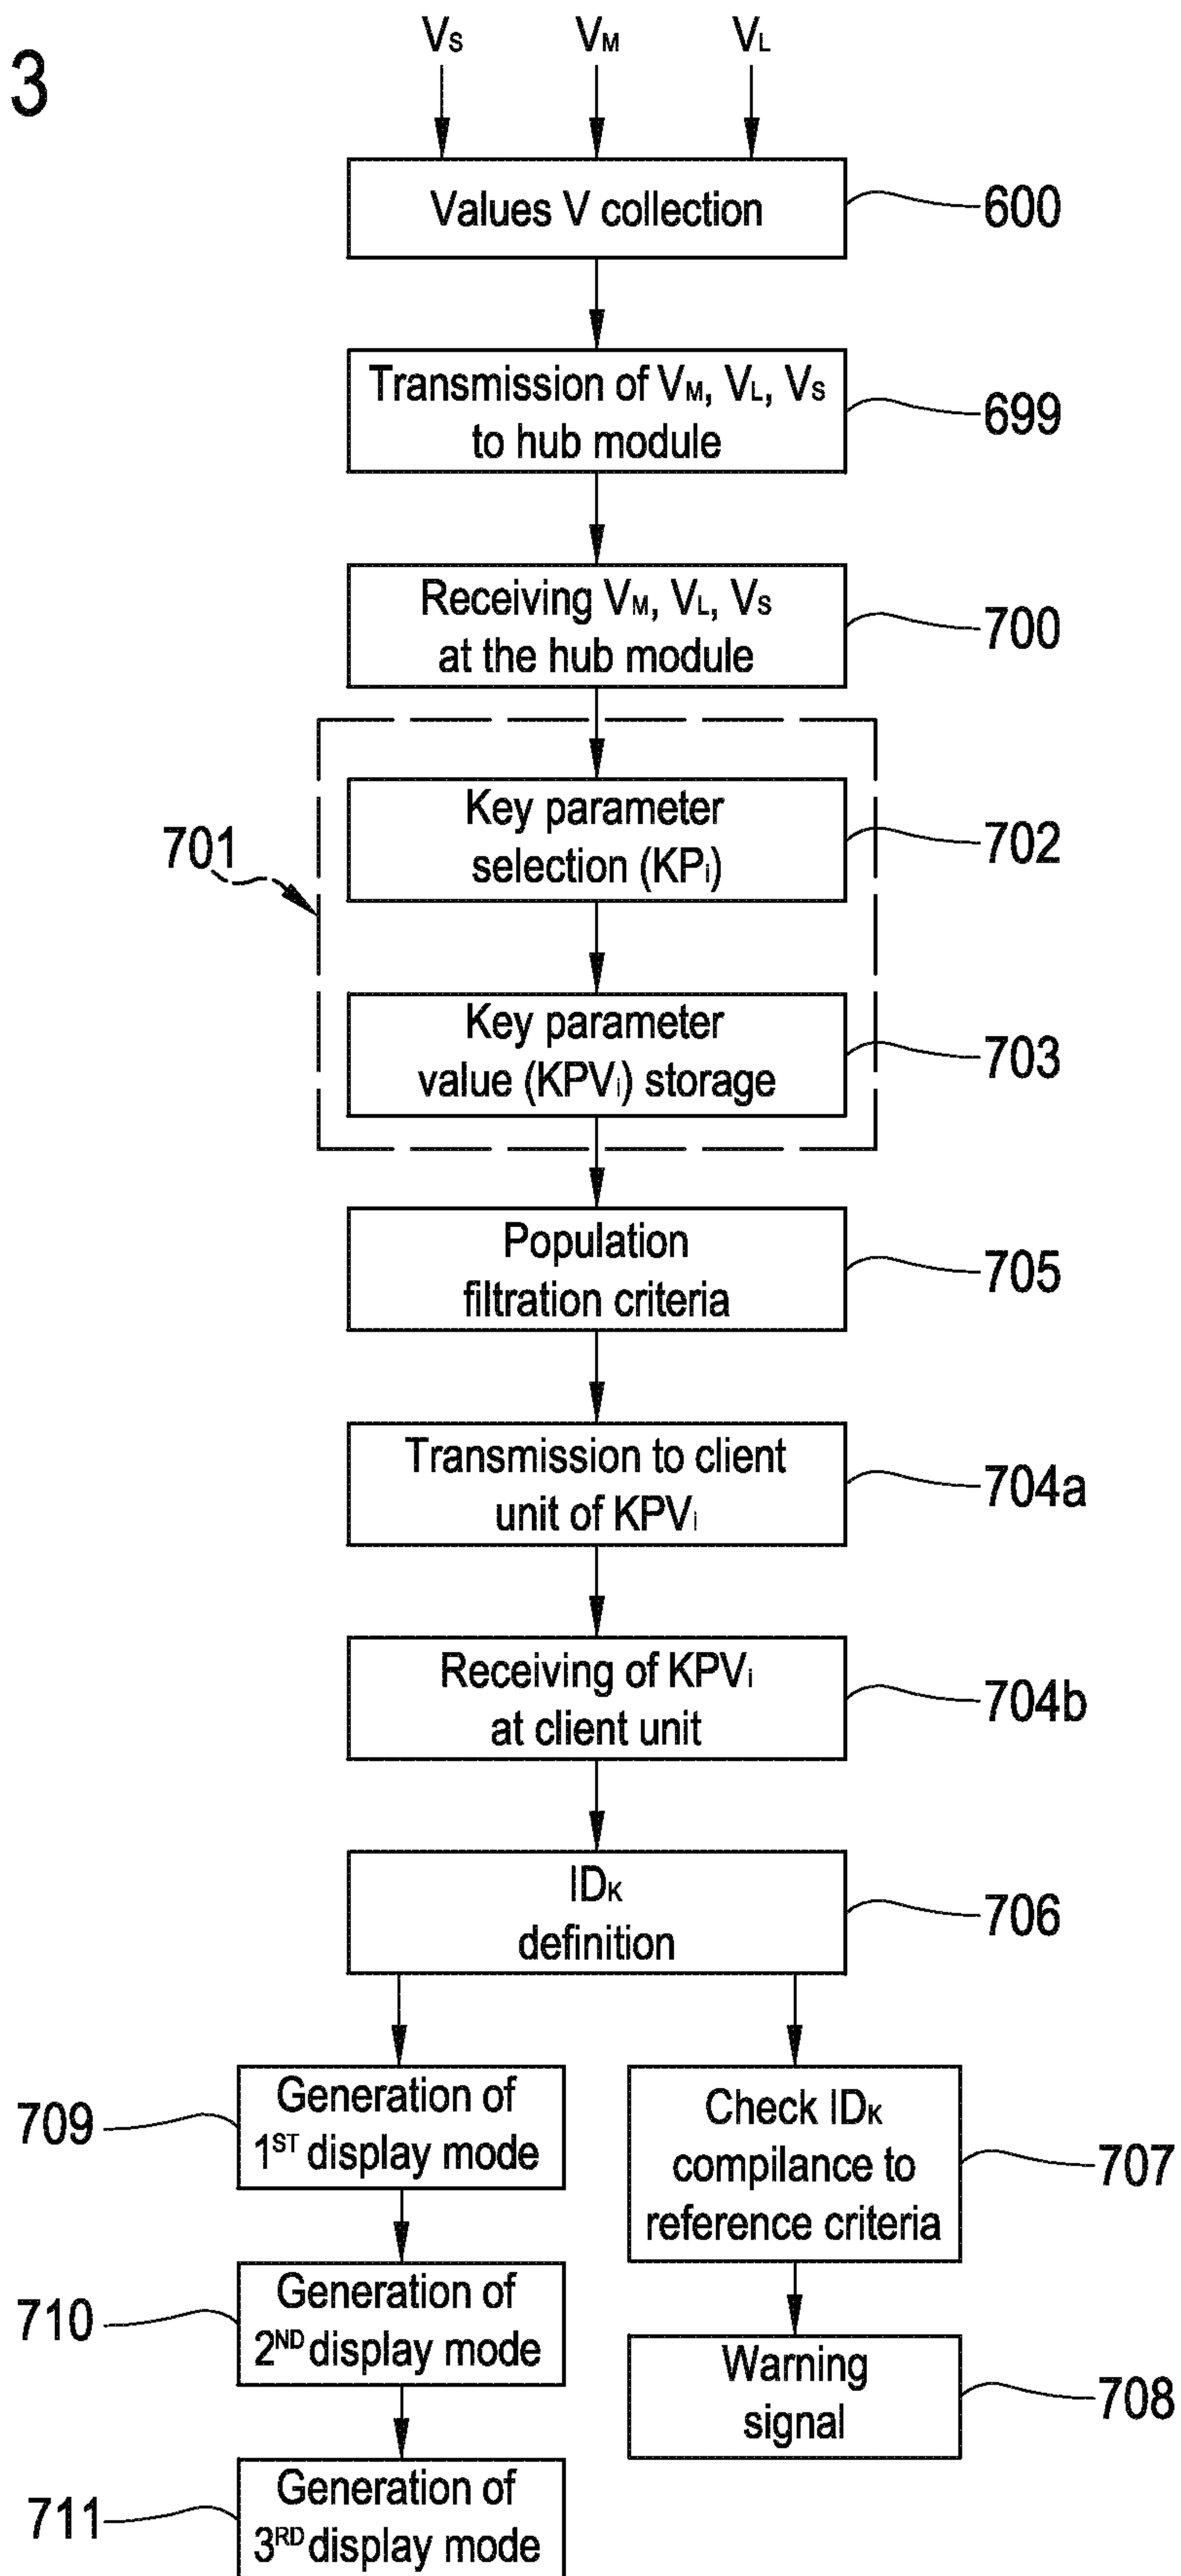 3
VS VM VL
Values V collection
600
Transmission of VM, VL, VS
to hub module
699
Receiving VM, VL, VS
at the hub module
700
701
Key parameter
selection (KPi)
702
Key parameter
value (KPVi) storage
703
Population
filtration criteria
705
Transmission to client
unit of KPVi
704a
Receiving of KPVi
at client unit
704b
IDK
definition
706
709
Generation of
1ST display mode
Check IDK
compilance to
reference criteria
707
710
Generation of
2ND display mode
Warning
signal
708
711
Generation of
3RD display mode